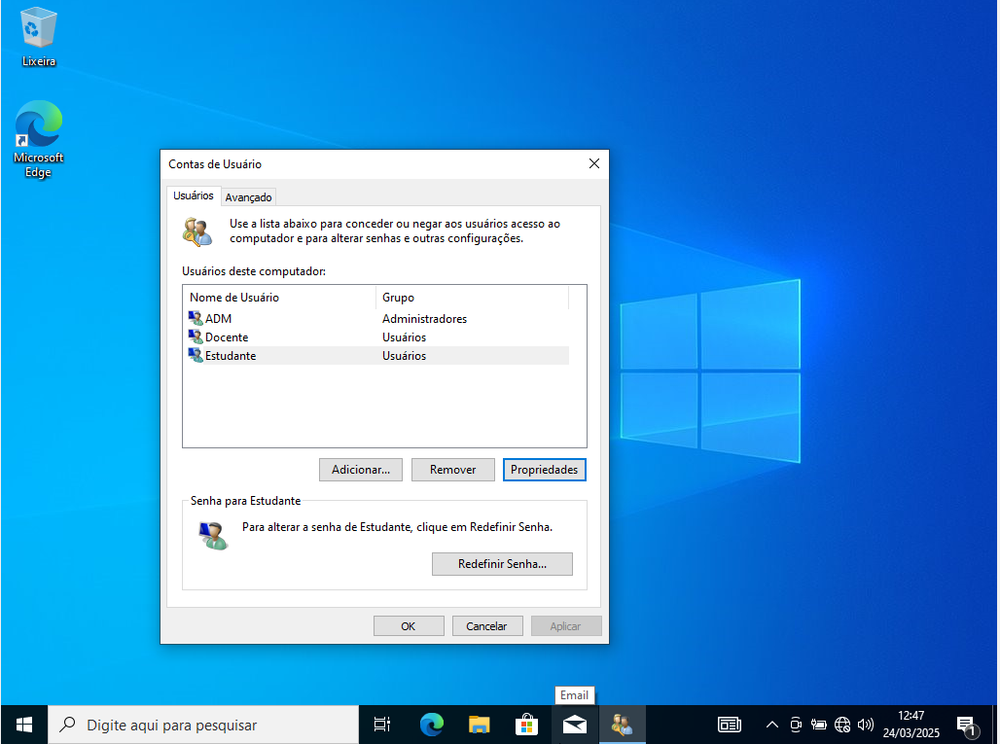 Lixeira
Microsoft
Edge
Contas de Usuário
Usuários
Avançado
Use a lista abaixo para conceder ou negar aos usuários acesso ao
computador e para alterar senhas e outras configurações.
Usuários deste computador:
Nome de Usuário Grupo
ADM Administradores
Docente Usuários
Estudante Usuários
Adicionar... Remover Propriedades
Senha para Estudante
Para alterar a senha de Estudante, clique em Redefinir Senha.
Redefinir Senha...
OK Cancelar Aplicar
Email
Digite aqui para pesquisar
12:47
24/03/2025
1